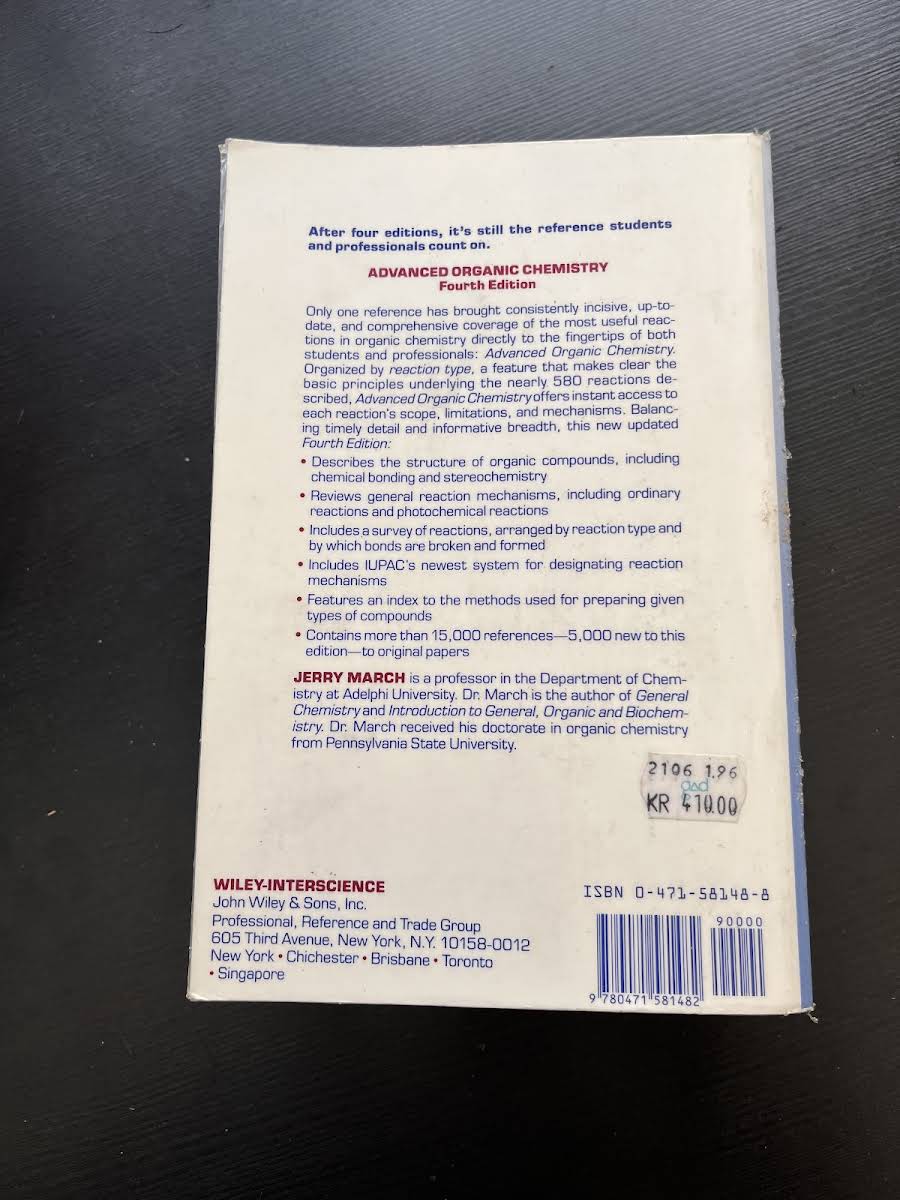 After four editions, it's still the reference students
and professionals count on.
ADVANCED ORGANIC CHEMISTRY
Fourth Edition
Only one reference has brought consistently incisive, up-to-
date, and comprehensive coverage of the most useful reac-
tions in organic chemistry directly to the fingertips of both
students and professionals: Advanced Organic Chemistry.
Organized by reaction type, a feature that makes clear the
basic principles underlying the nearly 580 reactions de-
scribed, Advanced Organic Chemistry offers instant access to
each reaction's scope, limitations, and mechanisms. Balanc-
ing timely detail and informative breadth, this new updated
Fourth Edition:
• Describes the structure of organic compounds, including
chemical bonding and stereochemistry
• Reviews general reaction mechanisms, including ordinary
reactions and photochemical reactions
• Includes a survey of reactions, arranged by reaction type and
by which bonds are broken and formed
• Includes IUPAC's newest system for designating reaction
mechanisms
• Features an index to the methods used for preparing given
types of compounds
• Contains more than 15,000 references—5,000 new to this
edition—to original papers
JERRY MARCH is a professor in the Department of Chem-
istry at Adelphi University. Dr. March is the author of General
Chemistry and Introduction to General, Organic and Biochem-
istry. Dr. March received his doctorate in organic chemistry
from Pennsylvania State University.
2106 1.96
KR 410.00
WILEY-INTERSCIENCE
John Wiley & Sons, Inc.
Professional, Reference and Trade Group
605 Third Avenue, New York, N.Y. 10158-0012
New York • Chichester • Brisbane • Toronto
• Singapore
ISBN 0-471-58148-8
90000
9 780471 581482